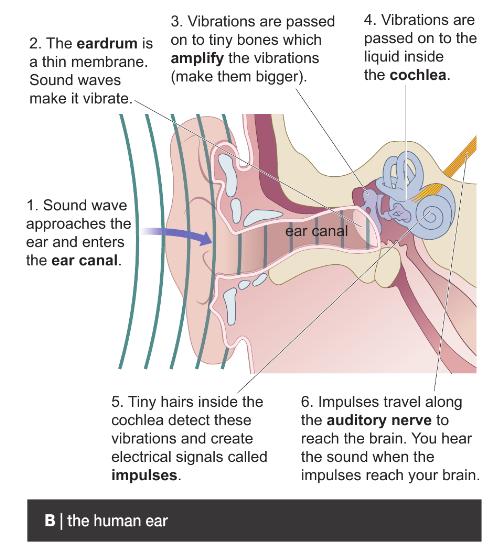 3. Vibrations are passed
on to tiny bones which
amplify the vibrations
(make them bigger).
4. Vibrations are
passed on to the
liquid inside
the cochlea.
2. The eardrum is
a thin membrane.
Sound waves
make it vibrate.
1. Sound wave
approaches the
ear and enters
the ear canal.
ear canal
5. Tiny hairs inside the
cochlea detect these
vibrations and create
electrical signals called
impulses.
6. Impulses travel along
the auditory nerve to
reach the brain. You hear
the sound when the
impulses reach your brain.
B | the human ear